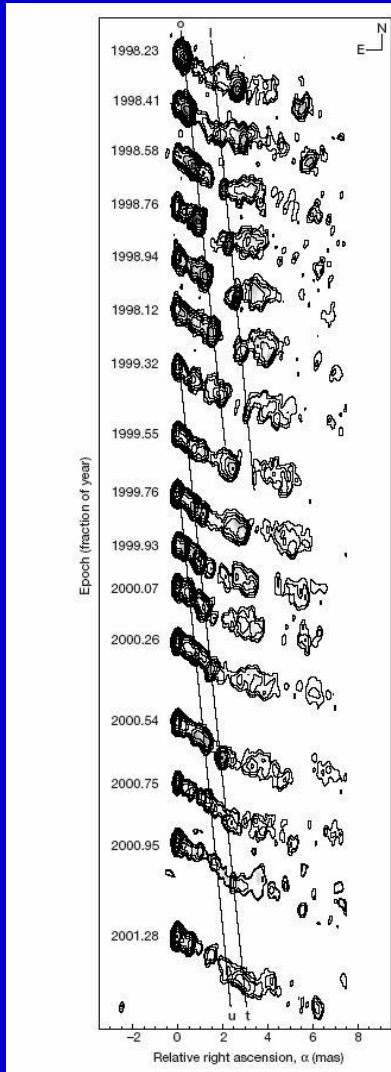 o l
N
E
1998.23
1998.41
1998.58
1998.76
1998.94
1998.12
1999.32
1999.55
1999.76
1999.93
2000.07
2000.26
2000.54
2000.75
2000.95
2001.28
Epoch (fraction of year)
u t
−2 0 2 4 6 8
Relative right ascension, α (mas)